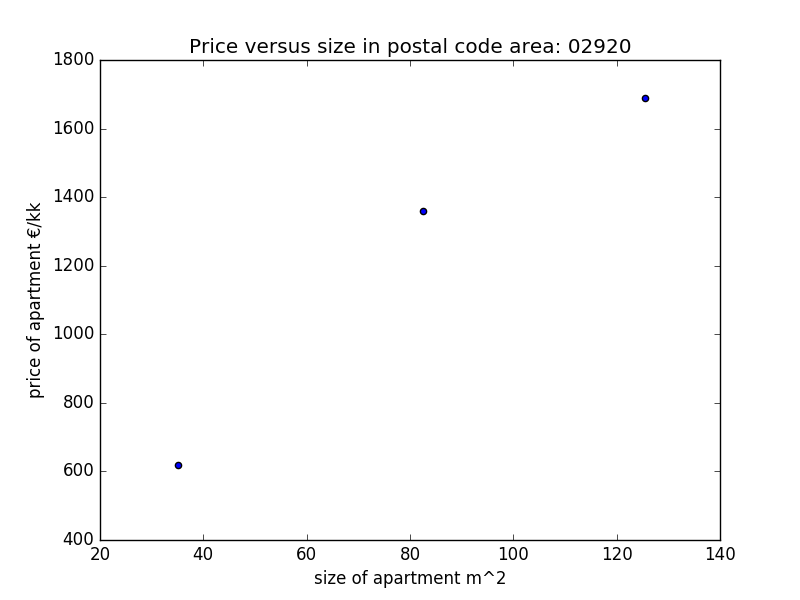 Price versus size in postal code area: 02920
1800
1600
1400
1200
1000
800
600
400
price of apartment €/kk
20 40 60 80 100 120 140
size of apartment m^2